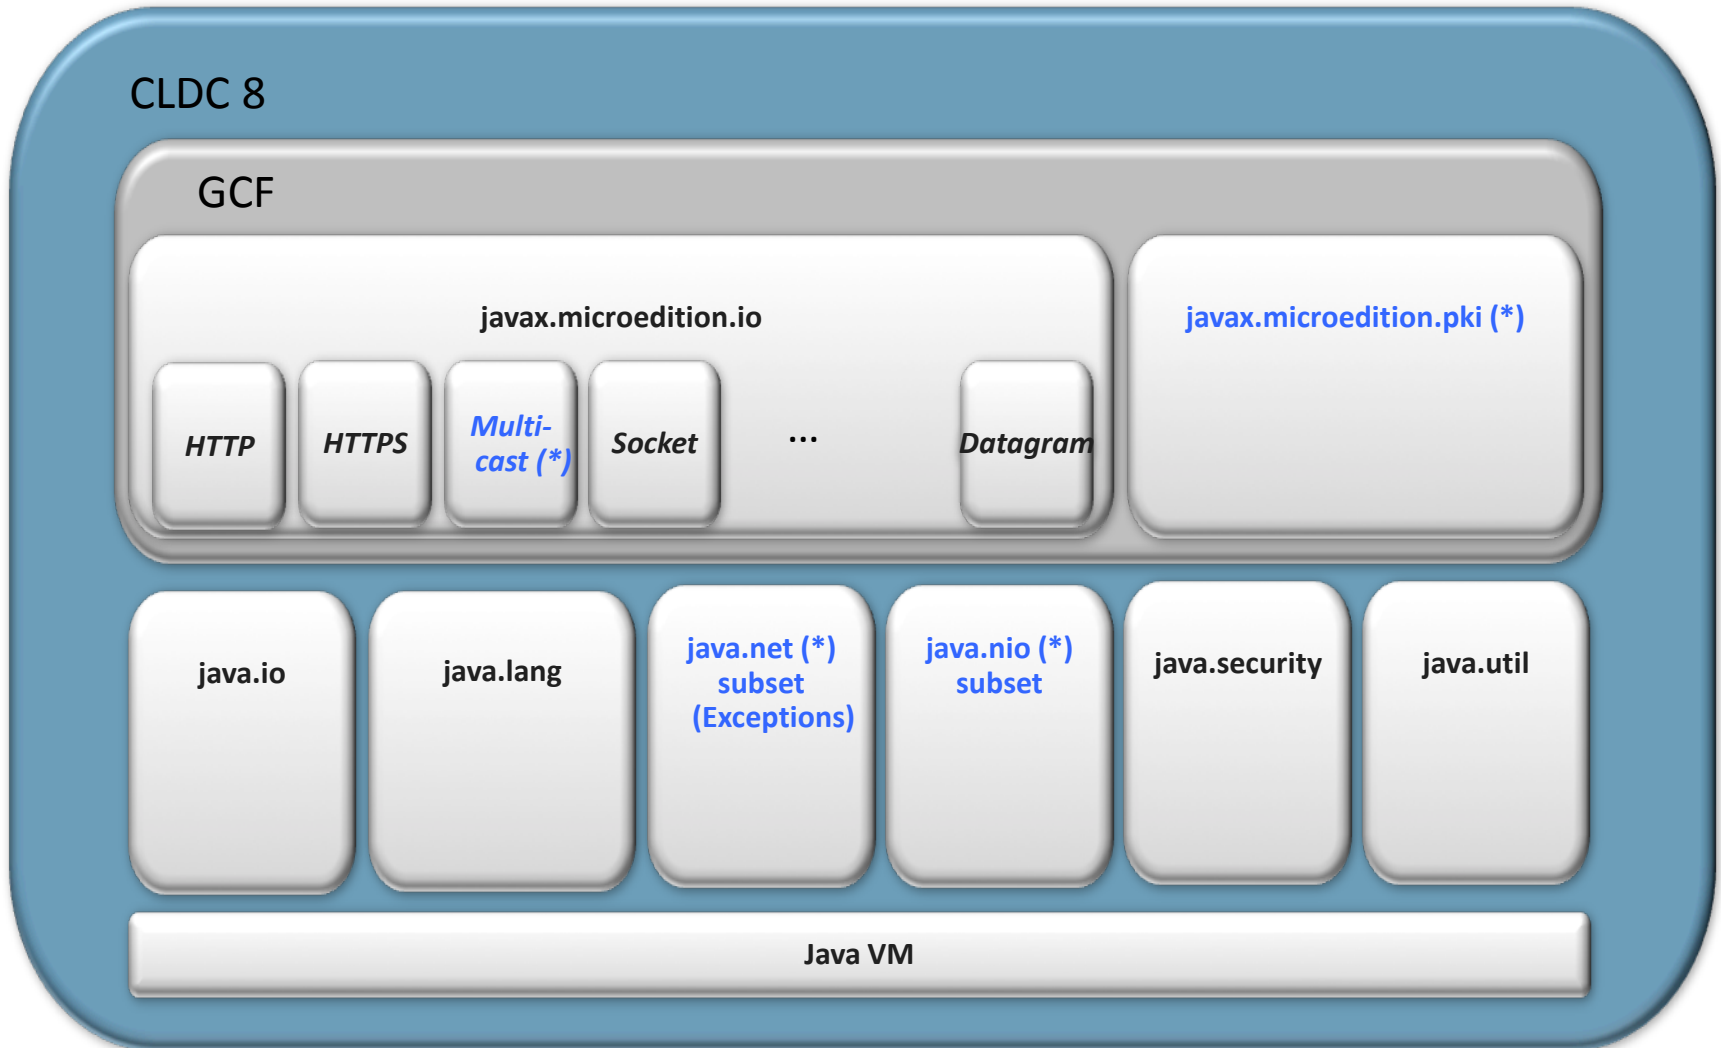 CLDC 8
GCF
javax.microedition.io
javax.microedition.pki (*)
HTTP
HTTPS
Multi-
cast (*)
Socket
...
Datagram
java.io
java.lang
java.net (*)
subset
(Exceptions)
java.nio (*)
subset
java.security
java.util
Java VM